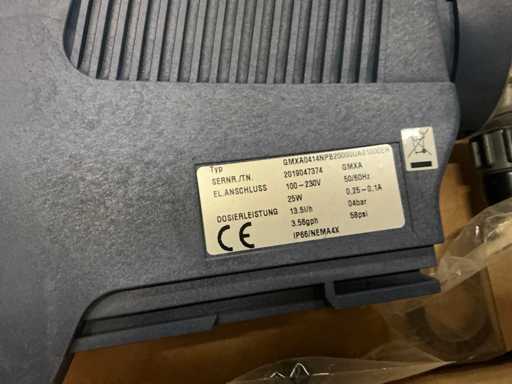 Typ GMXA0414NPB20000UA21000EN
SERNR./TN. 2019047374 GMXA
EL.ANSCHLUSS 100-230V 50/60Hz
25W 0,25-0,1A
DOSIERLEISTUNG 13.5l/h 04bar
3.56gph 58psi
CE IP66/NEMA4X